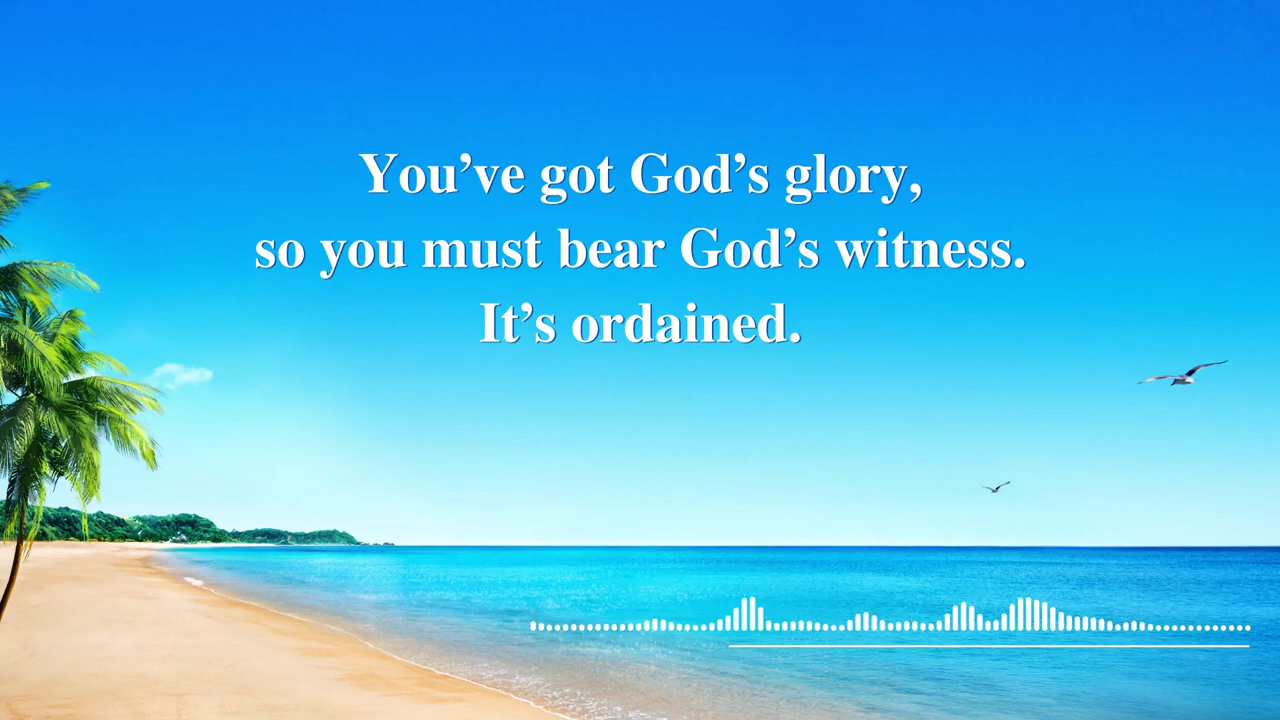 You’ve got God’s glory,
so you must bear God’s witness.
It’s ordained.